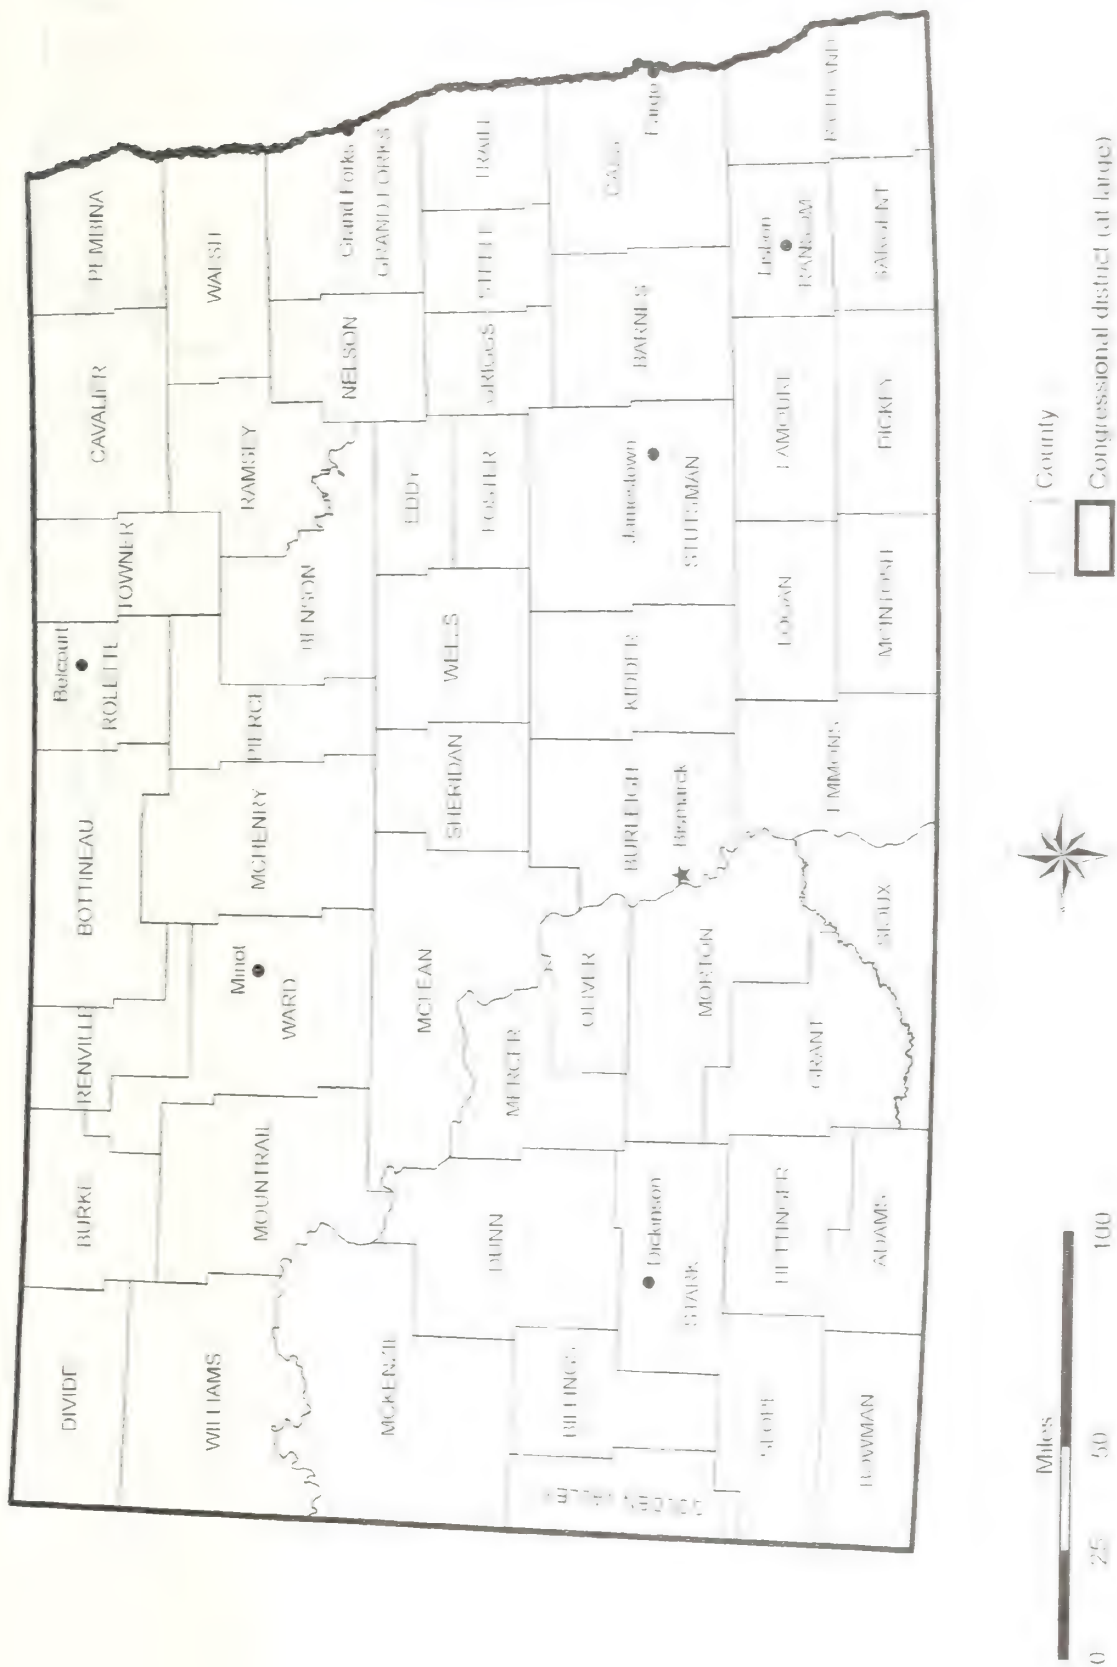 DIVIDE
BURKE
RENVILLE
BOTTINEAU
Belcourt
ROLETTE
TOWNER
CAVALIER
PEMBINA
WILLIAMS
MOUNTRAIL
Minot
WARD
MCHENRY
PIERCE
BENSON
RAMSEY
WALSH
NELSON
Grand Forks
GRAND FORKS
MCKENZIE
DUNN
MCLEAN
MERCER
OLIVER
SHERIDAN
WELLS
EDDY
FOSTER
GRIGGS
STEELE
TRAILL
GOLDEN VALLEY
BILLINGS
Dickinson
STARK
MORTON
BURLEIGH
Bismarck
KIDDER
Jamestown
STUTSMAN
BARNES
CASS
Fargo
SLOPE
HETTINGER
GRANT
SIOUX
EMMONS
LOGAN
LAMOURE
Lisbon
RANSOM
RICHLAND
BOWMAN
ADAMS
MCINTOSH
DICKEY
SARGENT
Miles
0 25 50 100
County
Congressional district (at large)